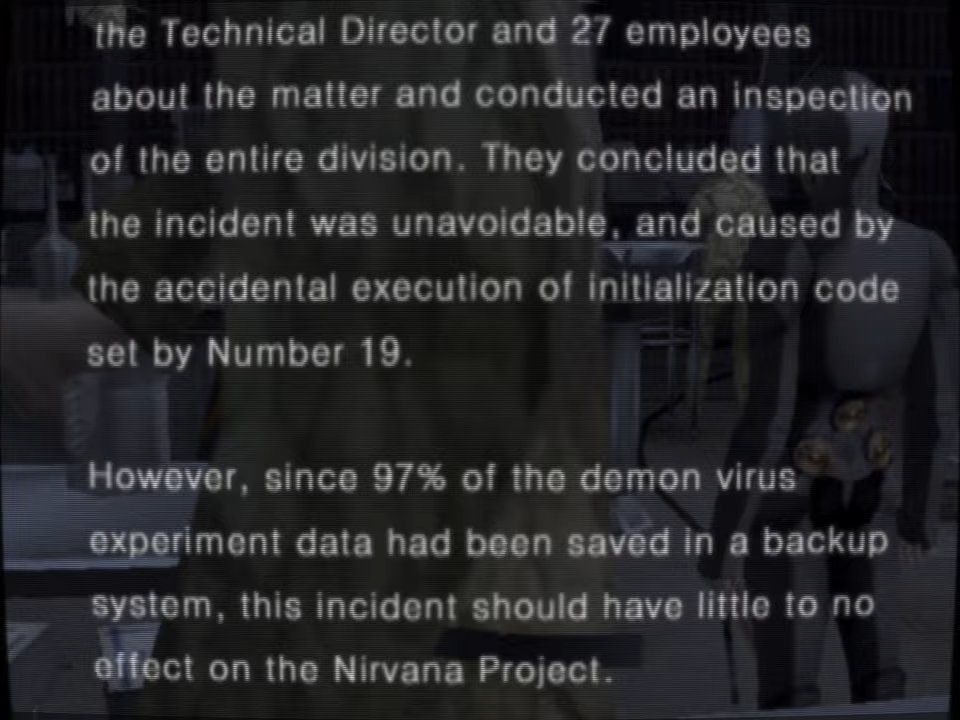 the Technical Director and 27 employees
about the matter and conducted an inspection
of the entire division. They concluded that
the incident was unavoidable, and caused by
the accidental execution of initialization code
set by Number 19.
However, since 97% of the demon virus
experiment data had been saved in a backup
system, this incident should have little to no
effect on the Nirvana Project.